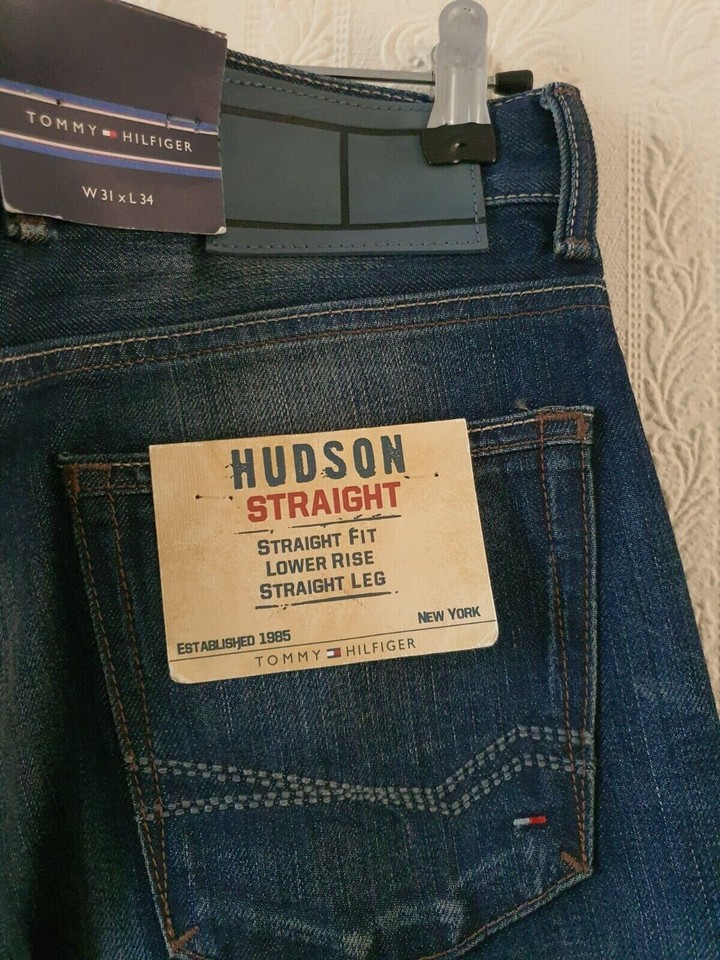 TOMMY HILFIGER
W 31 x L 34
HUDSON
STRAIGHT
STRAIGHT FIT
LOWER RISE
STRAIGHT LEG
ESTABLISHED 1985 NEW YORK
TOMMY HILFIGER